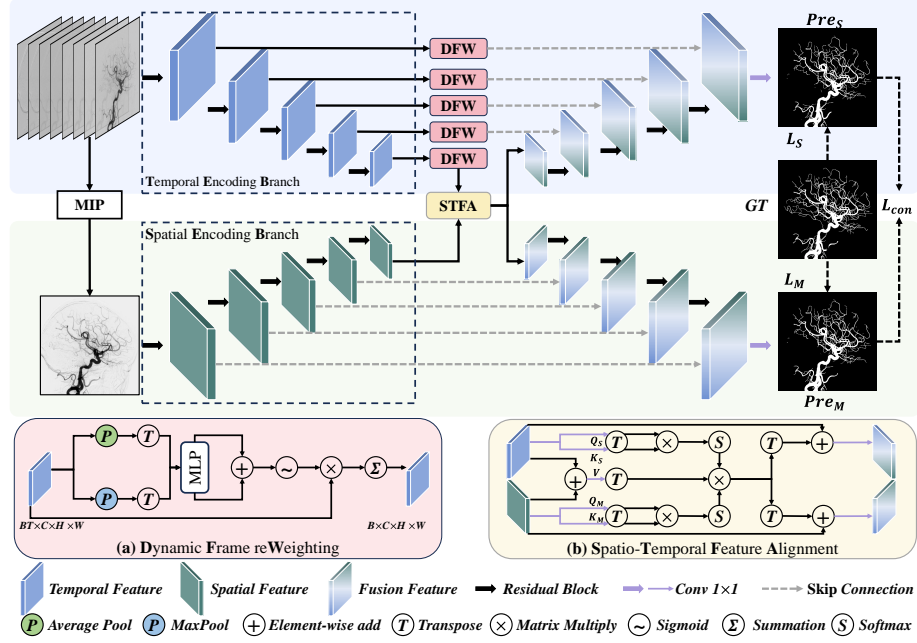 Pre_S
DFW
DFW
DFW
DFW
DFW
Temporal Encoding Branch
L_S
MIP
STFA
GT
L_con
Spatial Encoding Branch
L_M
Pre_M
P
T
MLP
+
~
×
Σ
P
T
BT×C×H×W
B×C×H×W
(a) Dynamic Frame reWeighting
Q_S
K_S
T
×
S
T
+
+
V
T
×
Q_M
K_M
T
×
S
T
+
(b) Spatio-Temporal Feature Alignment
Temporal Feature
Spatial Feature
Fusion Feature
Residual Block
Conv 1×1
Skip Connection
P Average Pool
P MaxPool
+ Element-wise add
T Transpose
× Matrix Multiply
~ Sigmoid
Σ Summation
S Softmax